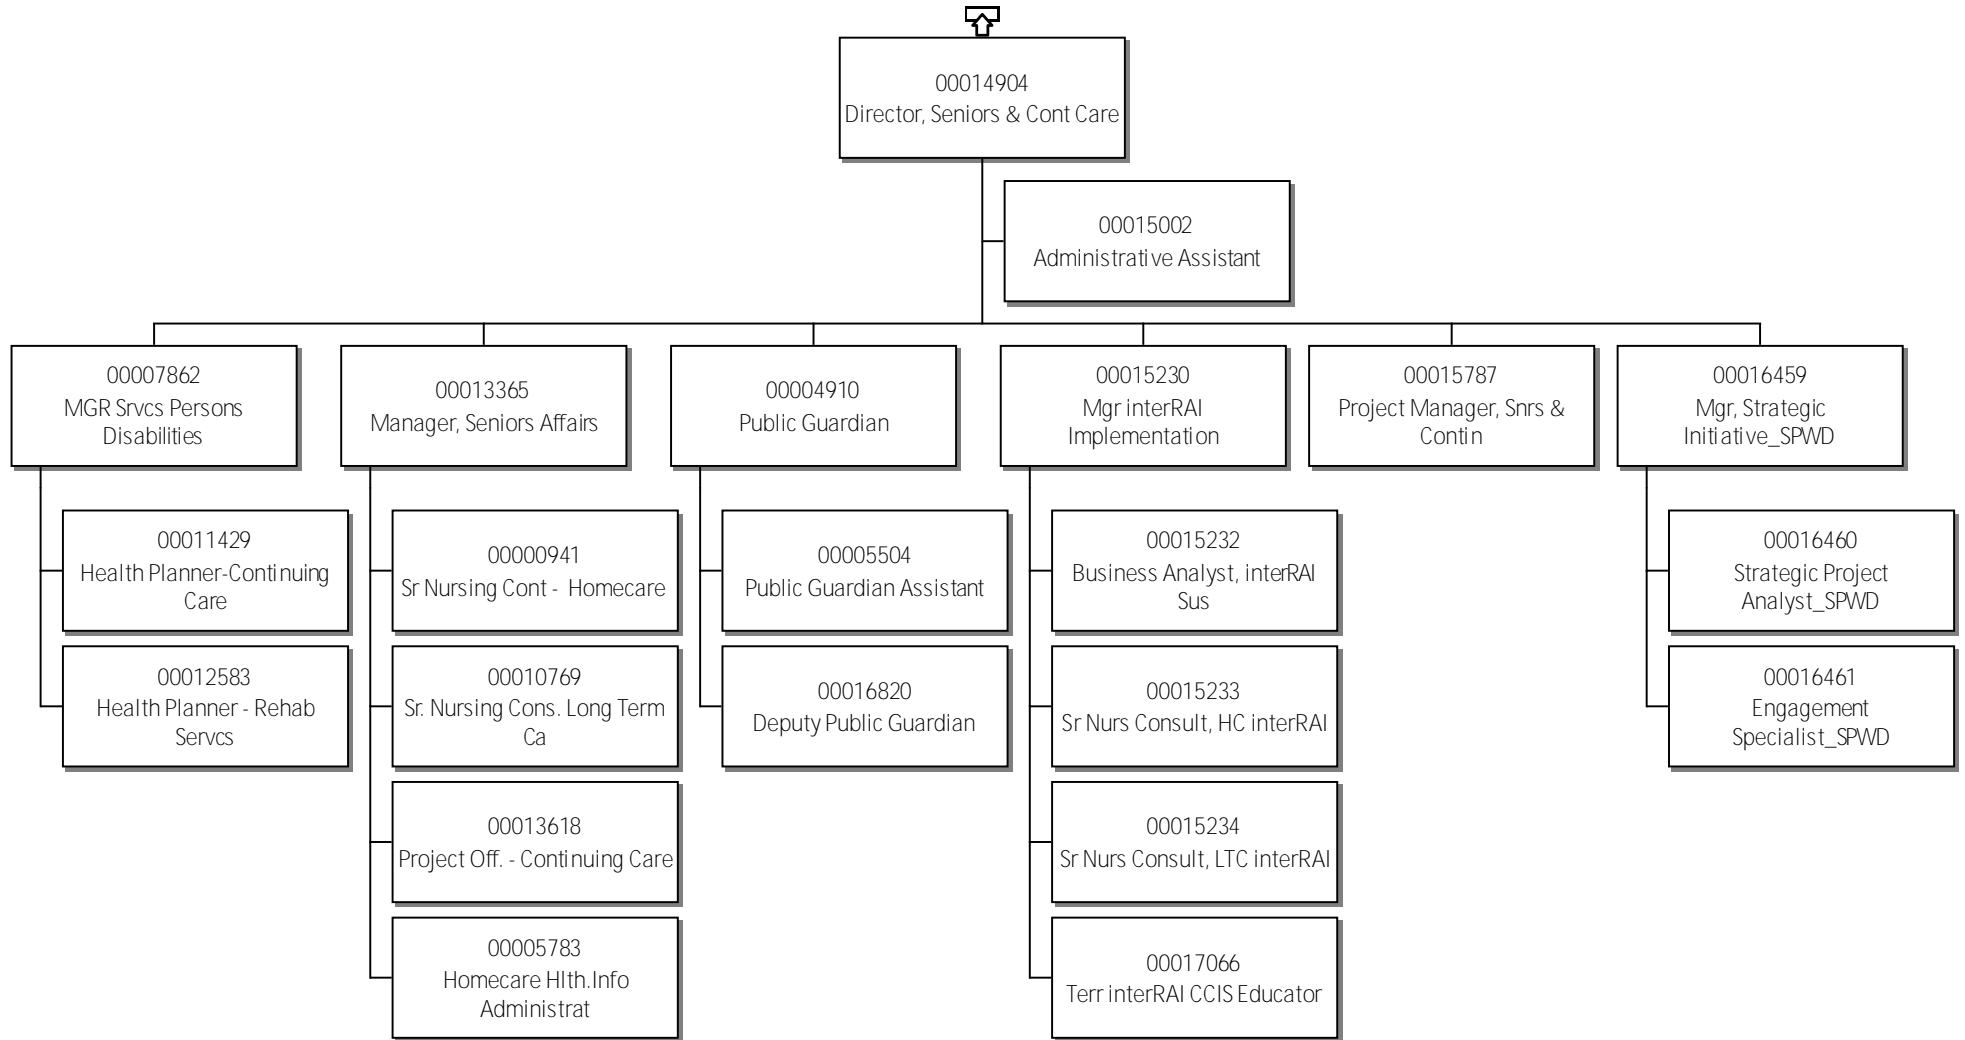 00014904
Director, Seniors & Cont Care
00015002
Administrative Assistant
00007862
MGR Srvcs Persons
Disabilities
00013365
Manager, Seniors Affairs
00004910
Public Guardian
00015230
Mgr interRAI
Implementation
00015787
Project Manager, Snrs &
Contin
00016459
Mgr, Strategic
Initiative_SPWD
00011429
Health Planner-Continuing
Care
00012583
Health Planner - Rehab
Servcs
00000941
Sr Nursing Cont - Homecare
00010769
Sr. Nursing Cons. Long Term
Ca
00013618
Project Off. - Continuing Care
00005783
Homecare Hlth.Info
Administrat
00005504
Public Guardian Assistant
00016820
Deputy Public Guardian
00015232
Business Analyst, interRAI
Sus
00015233
Sr Nurs Consult, HC interRAI
00015234
Sr Nurs Consult, LTC interRAI
00017066
Terr interRAI CCIS Educator
00016460
Strategic Project
Analyst_SPWD
00016461
Engagement
Specialist_SPWD